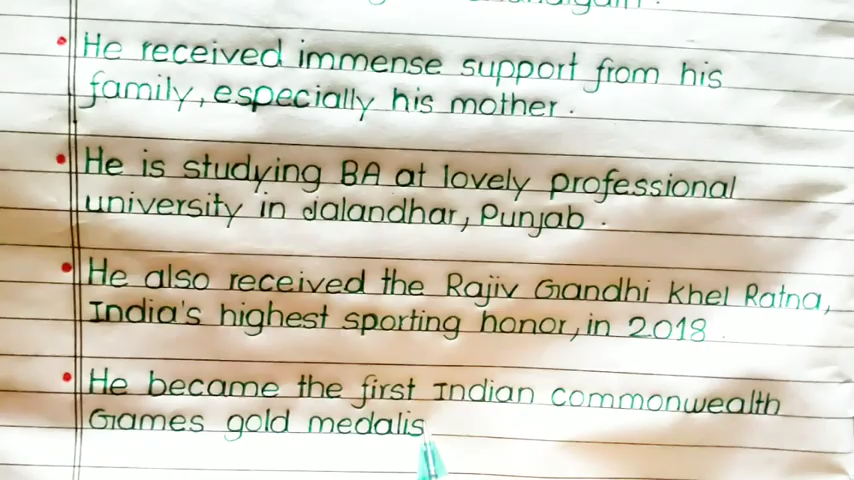 He received immense support from his
family, especially his mother.
He is studying BA at lovely professional
university in Jalandhar, Punjab.
He also received the Rajiv Gandhi Khel Ratna,
India's highest sporting honor, in 2018
He became the first Indian commonwealth
Games gold medalis